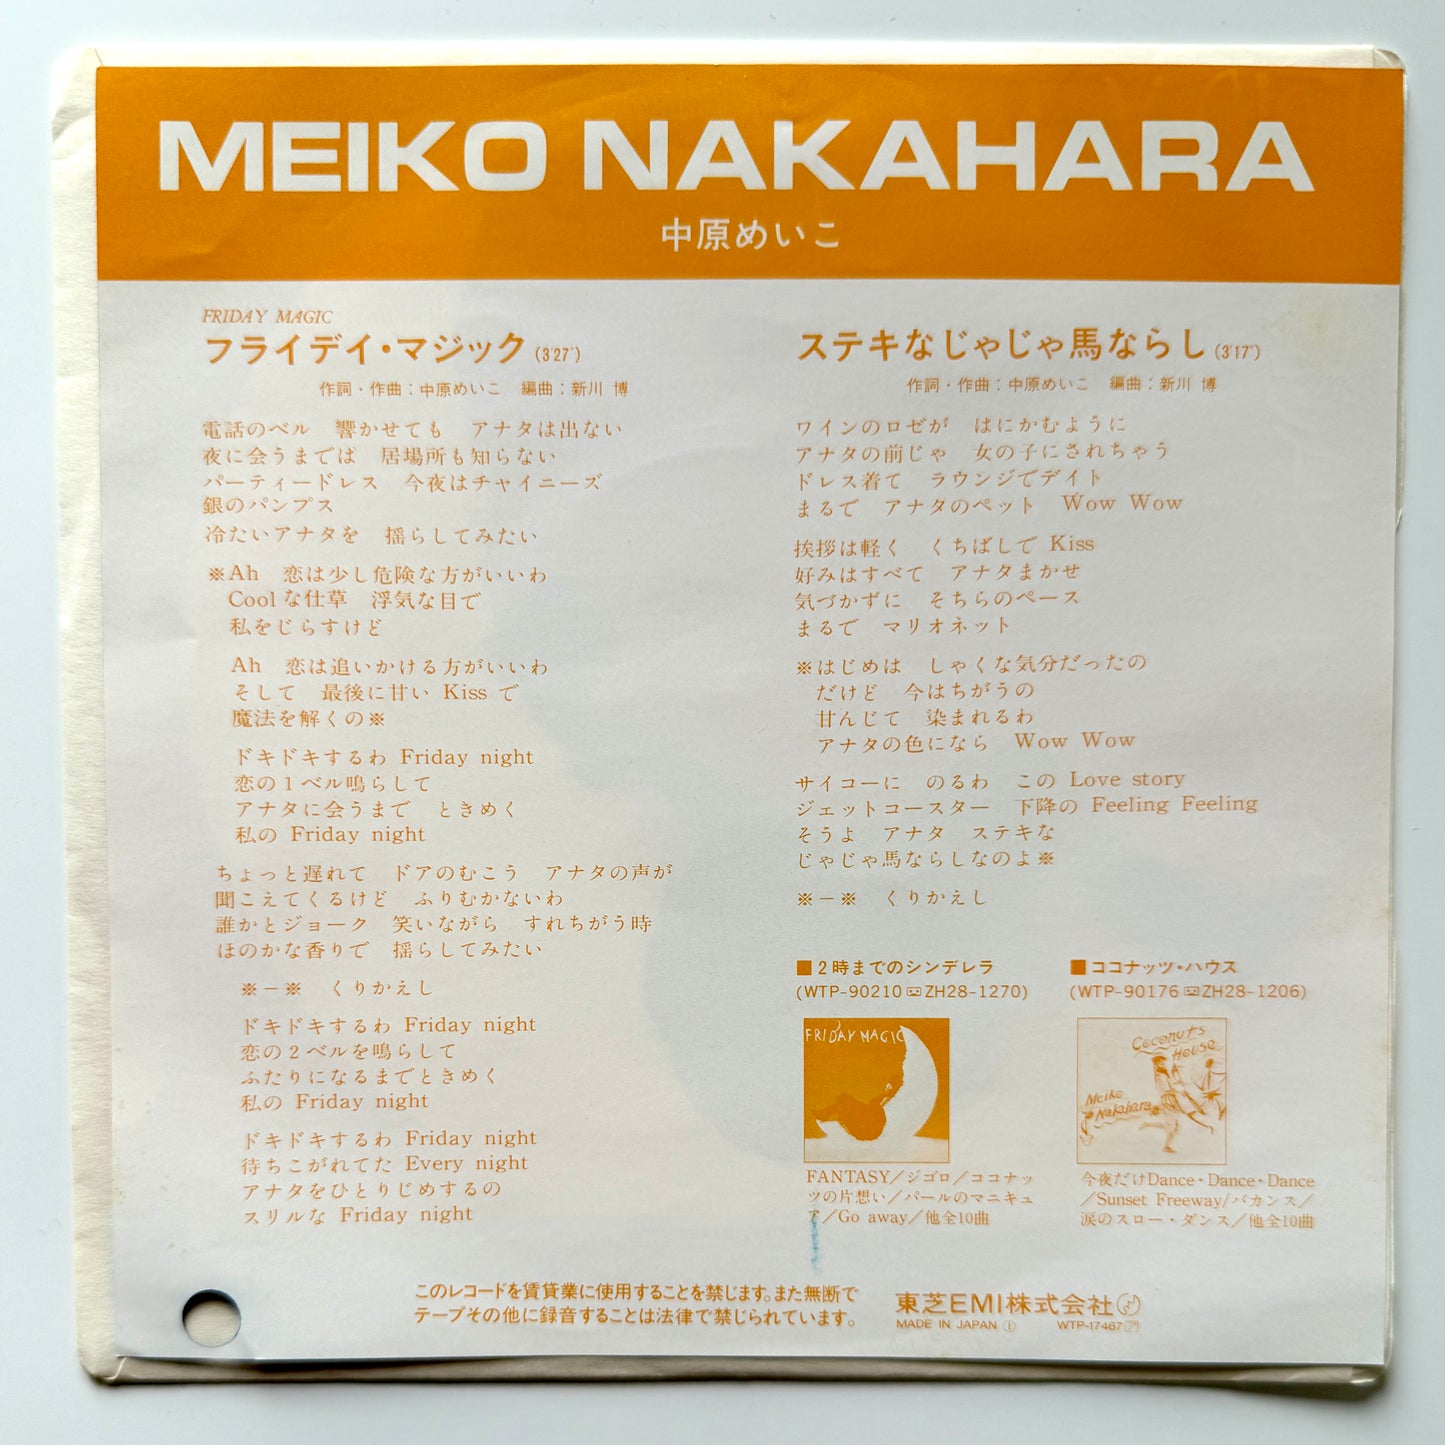 MEIKO NAKAHARA
中原めいこ
FRIDAY MAGIC
フライデイ・マジック(3'27")
作詞・作曲：中原めいこ　編曲：新川 博
電話のベル　響かせても　アナタは出ない
夜に会うまでは　居場所も知らない
パーティードレス　今夜はチャイニーズ
銀のパンプス
冷たいアナタを　揺らしてみたい
※Ah　恋は少し危険な方がいいわ
Coolな仕草　浮気な目で
私をじらすけど
Ah　恋は追いかける方がいいわ
そして　最後に甘い Kiss で
魔法を解くの※
ドキドキするわ Friday night
恋の1ベル鳴らして
アナタに会うまで　ときめく
私の Friday night
ちょっと遅れて　ドアのむこう　アナタの声が
聞こえてくるけど　ふりむかないわ
誰かとジョーク　笑いながら　すれちがう時
ほのかな香りで　揺らしてみたい
※－※　くりかえし
ドキドキするわ Friday night
恋の2ベルを鳴らして
ふたりになるまでときめく
私の Friday night
ドキドキするわ Friday night
待ちこがれてた Every night
アナタをひとりじめするの
スリルな Friday night
ステキなじゃじゃ馬ならし(3'17")
作詞・作曲：中原めいこ　編曲：新川 博
ワインのロゼが　はにかむように
アナタの前じゃ　女の子にされちゃう
ドレス着て　ラウンジでデイト
まるで　アナタのペット　Wow Wow
挨拶は軽く　くちばしで Kiss
好みはすべて　アナタまかせ
気づかずに　そちらのペース
まるで　マリオネット
※はじめは　しゃくな気分だったの
だけど　今はちがうの
甘んじて　染まれるわ
アナタの色になら　Wow Wow
サイコーに　のるわ　この Love story
ジェットコースター　下降の Feeling Feeling
そうよ　アナタ　ステキな
じゃじゃ馬ならしなのよ※
※－※　くりかえし
■2時までのシンデレラ
(WTP-90210 ZH28-1270)
FRIDAY MAGIC
FANTASY／ジゴロ／ココナッ
ツの片想い／パールのマニキュ
ア／Go away／他全10曲
■ココナッツ・ハウス
(WTP-90176 ZH28-1206)
Coconuts
House
Meiko
Nakahara
今夜だけDance・Dance・Dance
／Sunset Freeway/バカンス／
涙のスロー・ダンス／他全10曲
このレコードを賃貸業に使用することを禁じます。また無断で
テープその他に録音することは法律で禁じられています。
東芝EMI株式会社
MADE IN JAPAN WTP-17467